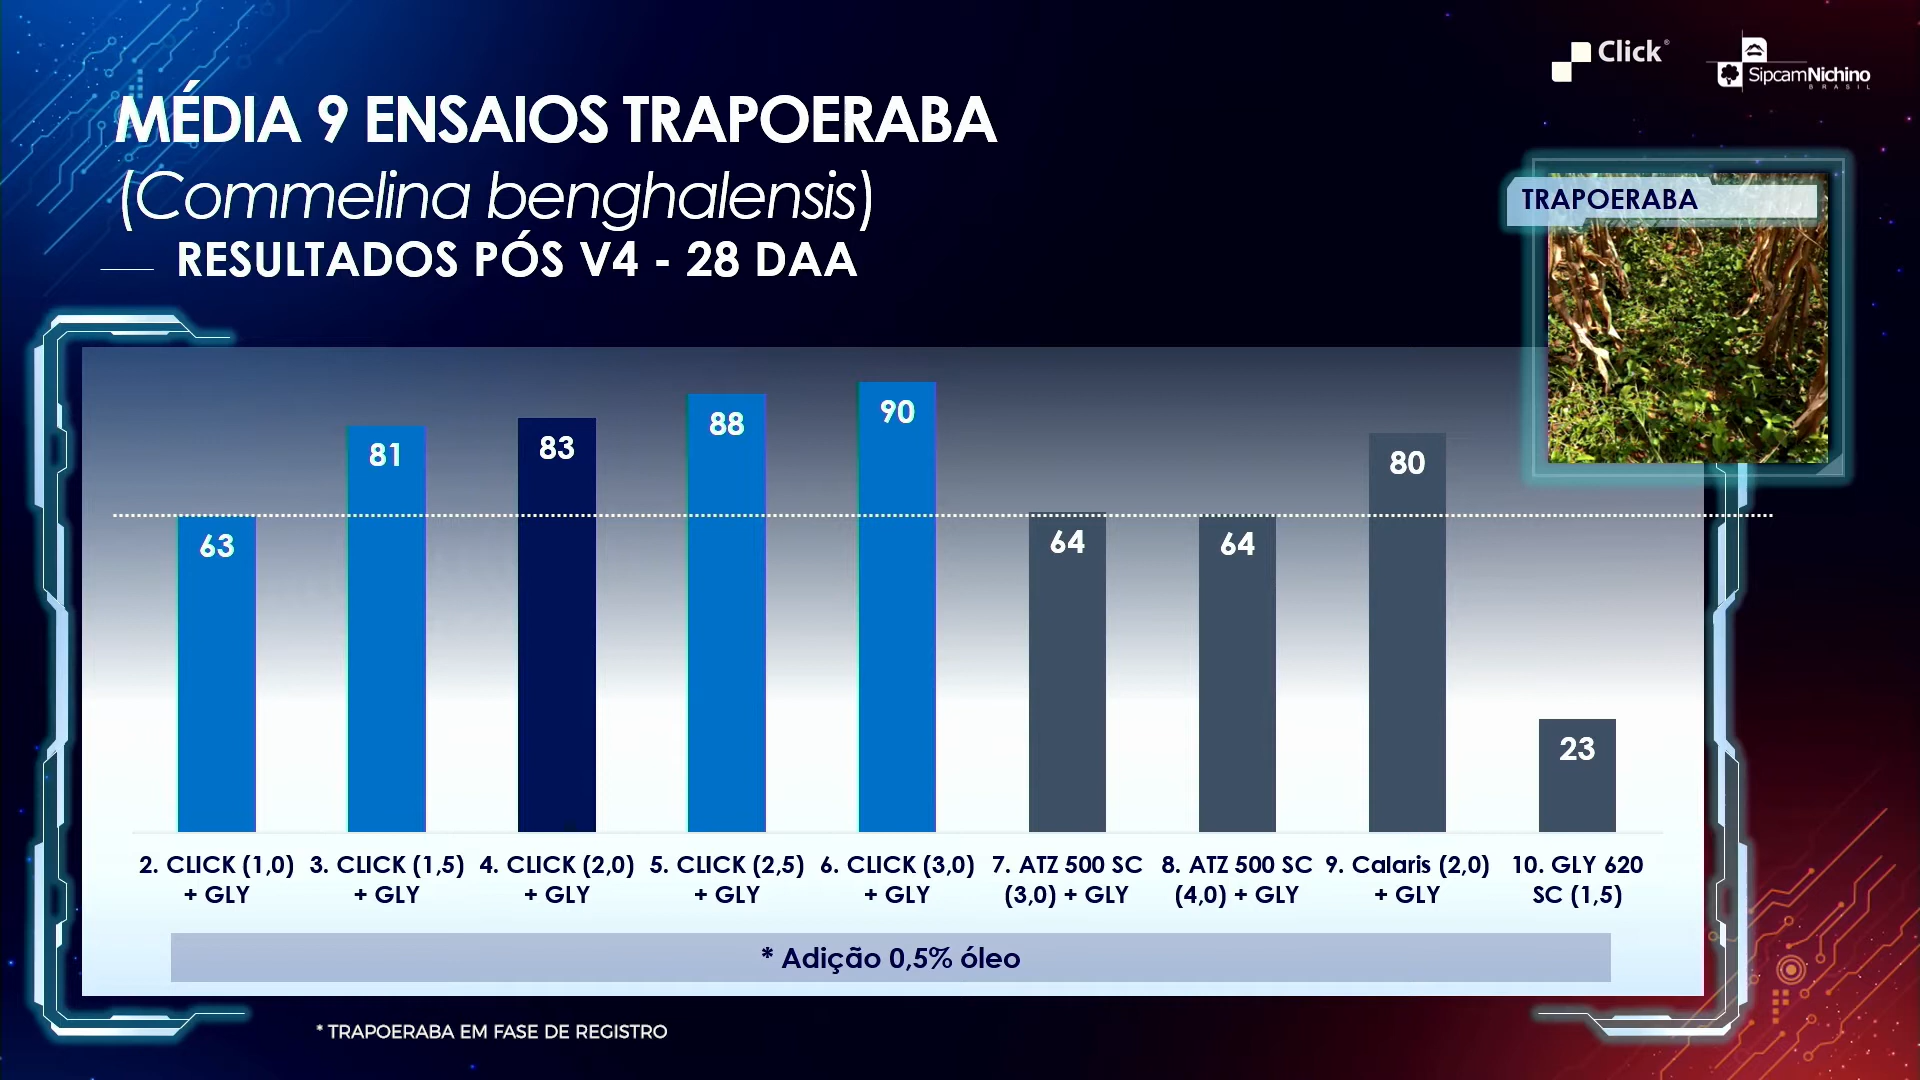 Click®
SipcamNichino
BRASIL
MÉDIA 9 ENSAIOS TRAPOERABA
(Commelina benghalensis)
RESULTADOS PÓS V4 - 28 DAA
TRAPOERABA
63
81
83
88
90
64
64
80
23
2. CLICK (1,0)
+ GLY
3. CLICK (1,5)
+ GLY
4. CLICK (2,0)
+ GLY
5. CLICK (2,5)
+ GLY
6. CLICK (3,0)
+ GLY
7. ATZ 500 SC
(3,0) + GLY
8. ATZ 500 SC
(4,0) + GLY
9. Calaris (2,0)
+ GLY
10. GLY 620
SC (1,5)
* Adição 0,5% óleo
* TRAPOERABA EM FASE DE REGISTRO